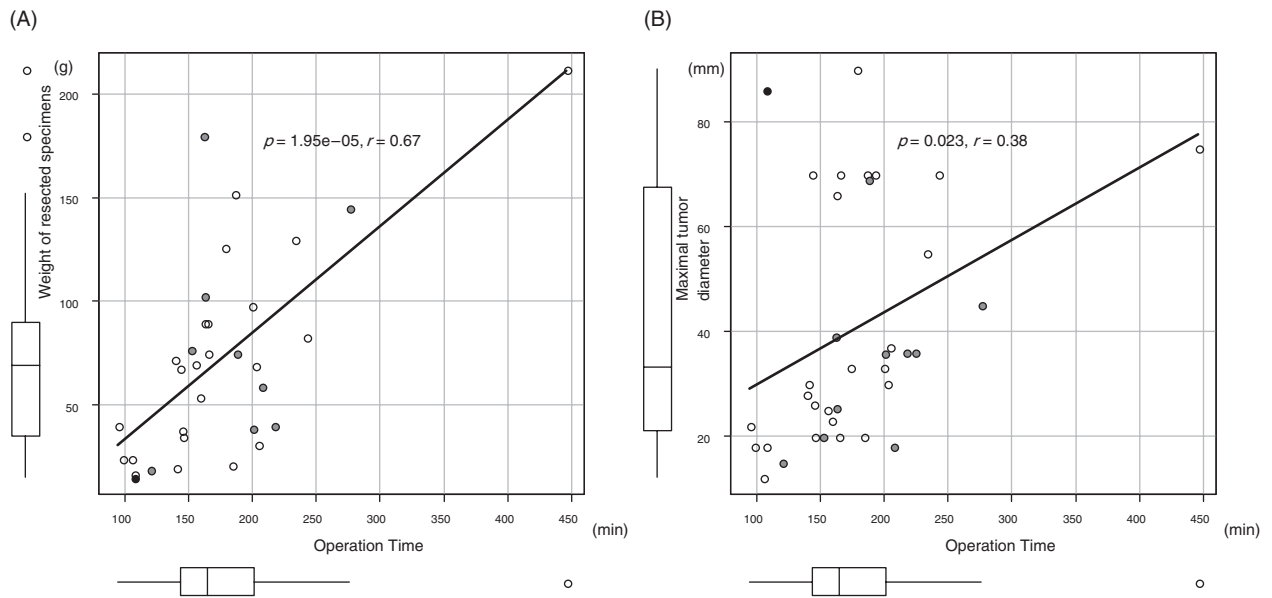 (A)
(g)
Weight of resected specimens
200
150
100
50
p = 1.95e−05, r = 0.67
100 150 200 250 300 350 400 450
(min)
Operation Time
(B)
(mm)
Maximal tumor
diameter
80
60
40
20
p = 0.023, r = 0.38
100 150 200 250 300 350 400 450
(min)
Operation Time